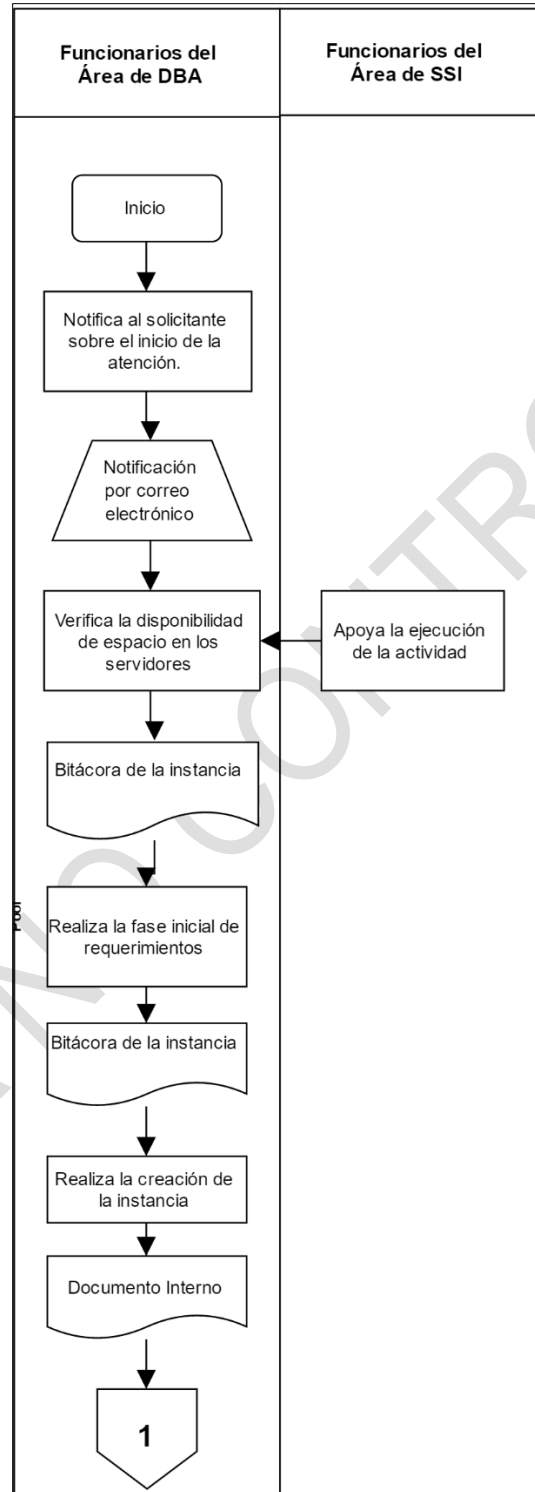 Funcionarios del
Área de DBA
Funcionarios del
Área de SSI
Inicio
Notifica al solicitante
sobre el inicio de la
atención.
Notificación
por correo
electrónico
Verifica la disponibilidad
de espacio en los
servidores
Apoya la ejecución
de la actividad
Bitácora de la instancia
Pool
Realiza la fase inicial de
requerimientos
Bitácora de la instancia
Realiza la creación de
la instancia
Documento Interno
1
NO CONTRO